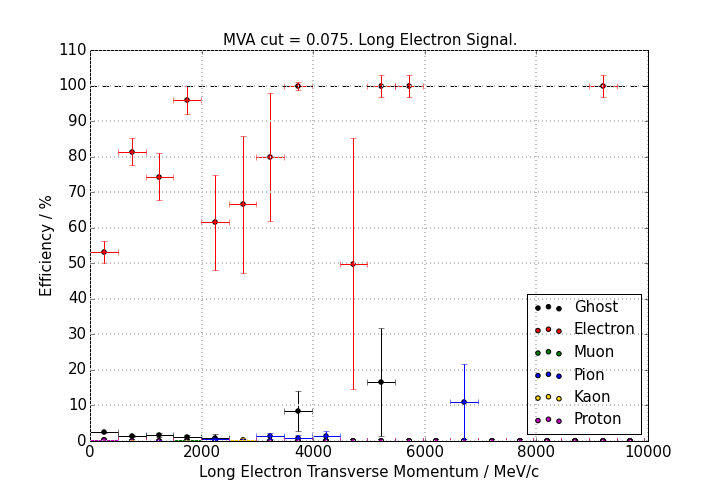 MVA cut = 0.075. Long Electron Signal.
110
100
90
80
70
60
50
40
30
20
10
0
Efficiency / %
Ghost
Electron
Muon
Pion
Kaon
Proton
0 2000 4000 6000 8000 10000
Long Electron Transverse Momentum / MeV/c